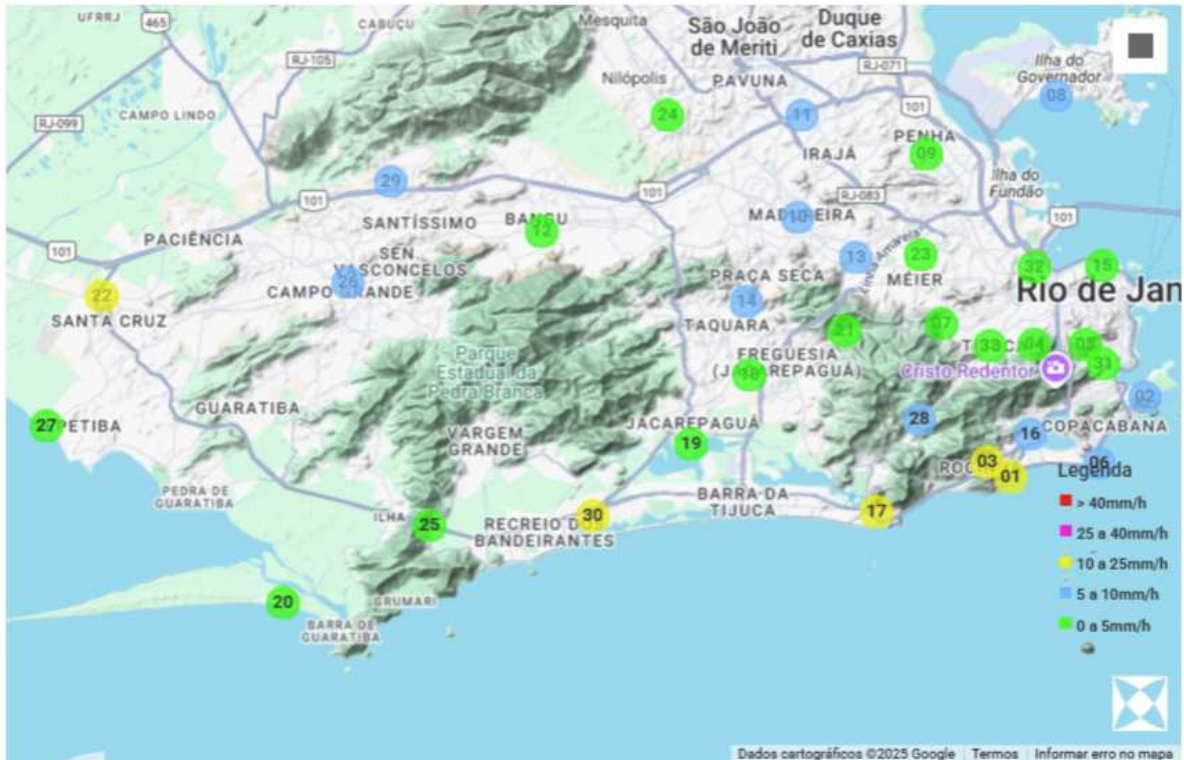 UFRRJ
465
CABUÇU
Mesquita
São João
de Meriti
Duque
de Caxias
RJ-105
RJ-071
Nilópolis
PAVUNA
Ilha do
Governador
08
RJ-099
CAMPO LINDO
24
11
101
PENHA
09
IRAJÁ
Ilha do
Fundão
29
101
101
RJ-083
SANTÍSSIMO
BANGU
12
10
101
PACIÊNCIA
101
SEN
VASCONCELOS
13
Linha Amarela
23
MÉIER
32
15
PRAÇA SECA
CAMPO GRANDE
22
14
Rio de Jan
SANTA CRUZ
TAQUARA
21
07
33
04
31
Parque
Estadual da
Pedra Branca
FREGUESIA
18
Cristo Redentor
02
GUARATIBA
28
27
JACAREPAGUÁ
16
COPACABANA
VARGEM
GRANDE
19
03
01
06
Legenda
> 40mm/h
25 a 40mm/h
10 a 25mm/h
5 a 10mm/h
0 a 5mm/h
PEDRA DE
GUARATIBA
BARRA DA
TIJUCA
ILHA
25
RECREIO DOS
BANDEIRANTES
30
17
20
GRUMARI
BARRA DE
GUARATIBA
Dados cartográficos ©2025 Google
Termos
Informar erro no mapa